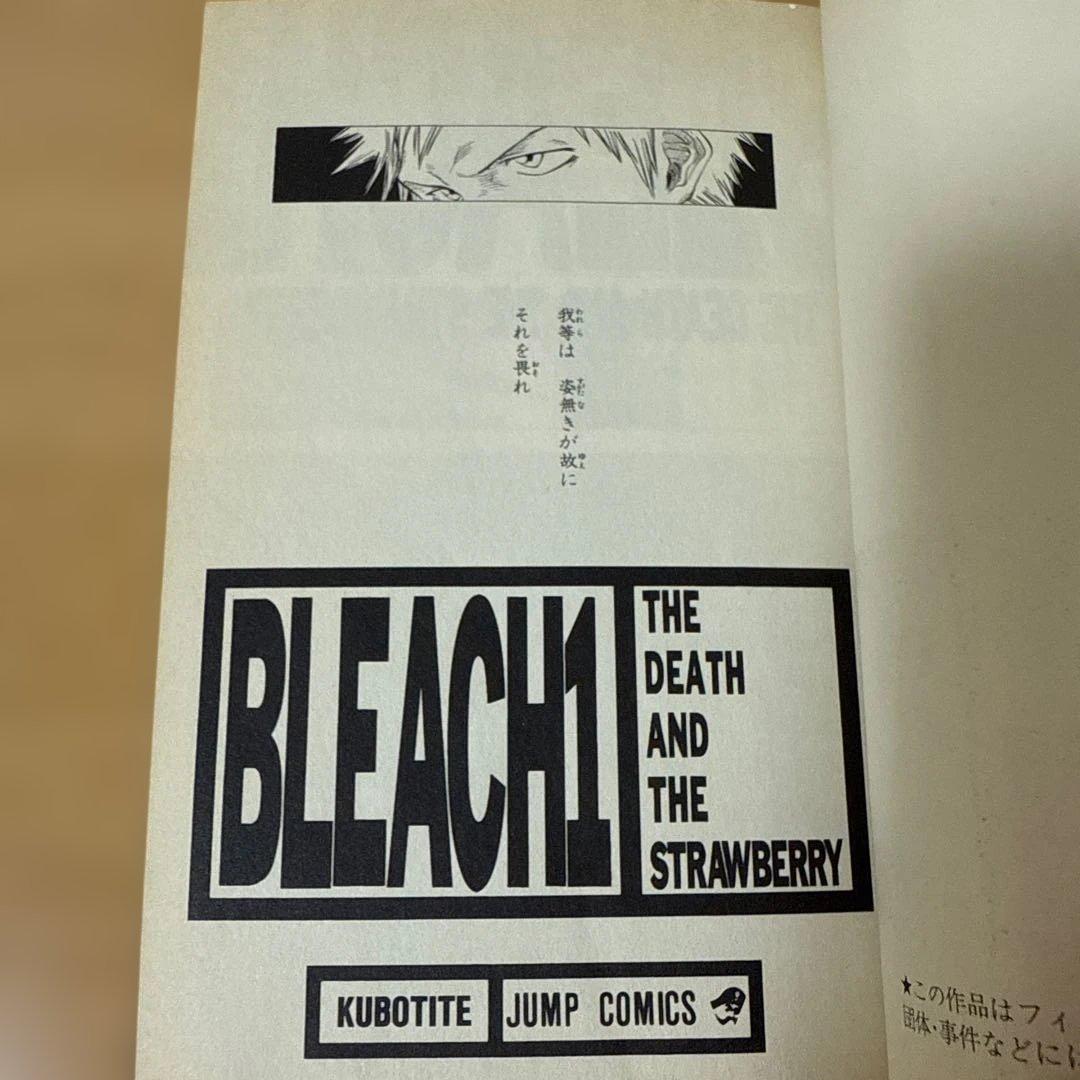 我等は 姿無きが故に
それを畏れ
BLEACH1
THE
DEATH
AND
THE
STRAWBERRY
KUBOTITE
JUMP COMICS
★この作品はフィ
団体・事件などには